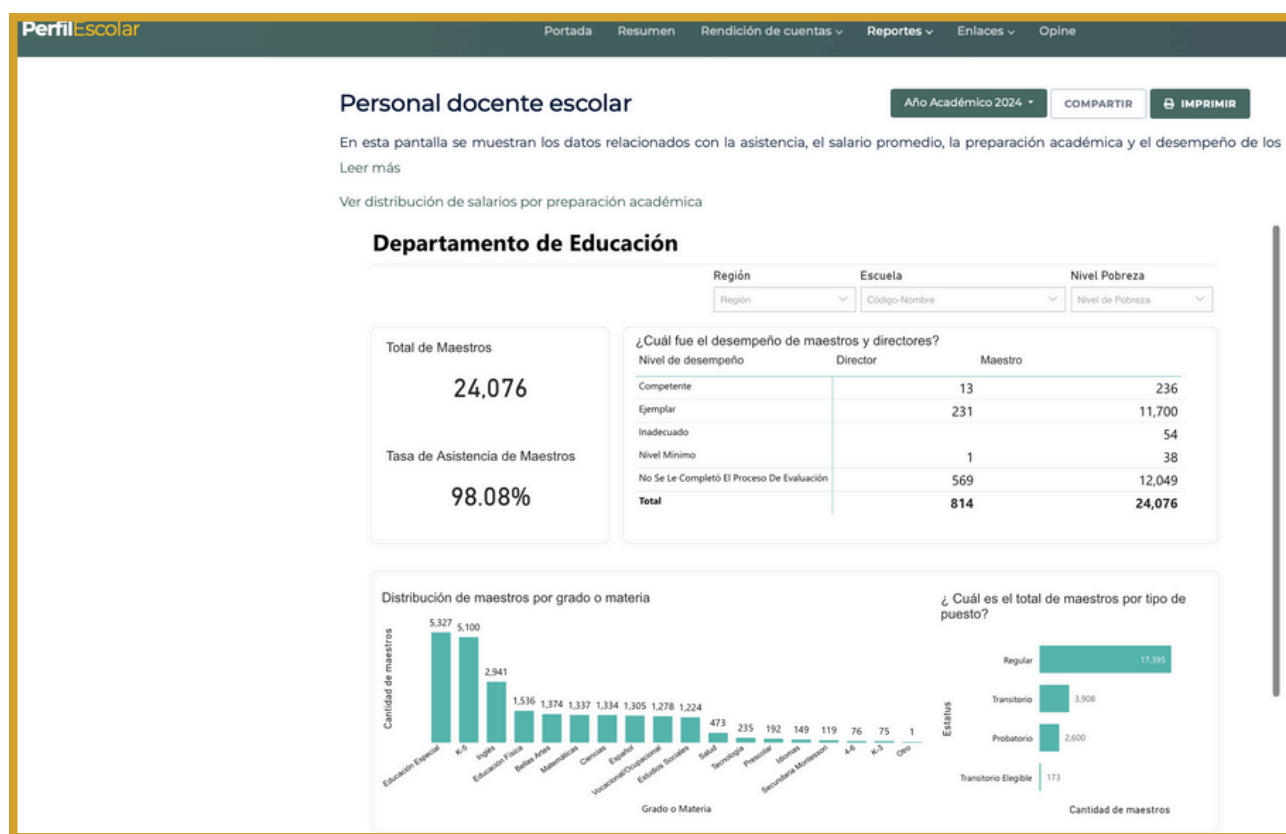 PerfilEscolar
Portada Resumen Rendición de cuentas Reportes Enlaces Opine
Personal docente escolar
Año Académico 2024 COMPARTIR IMPRIMIR
En esta pantalla se muestran los datos relacionados con la asistencia, el salario promedio, la preparación académica y el desempeño de los
Leer más
Ver distribución de salarios por preparación académica
Departamento de Educación
Región Escuela Nivel Pobreza
Región Código-Nombre Nivel de Pobreza
Total de Maestros
24,076
Tasa de Asistencia de Maestros
98.08%
¿Cuál fue el desempeño de maestros y directores?
Nivel de desempeño Director Maestro
Competente 13 236
Ejemplar 231 11,700
Inadecuado 54
Nivel Mínimo 1 38
No Se Le Completó El Proceso De Evaluación 569 12,049
Total 814 24,076
Distribución de maestros por grado o materia
Cantidad de maestros
5,327 5,100 2,941 1,536 1,374 1,337 1,334 1,305 1,278 1,224 473 235 192 149 119 76 75 1
Educación Especial K-5 Inglés Educación Física Bellas Artes Matemáticas Ciencias Español Vocacional/Ocupacional Estudios Sociales Salud Tecnología Prescolar Idiomas Secundaria Montessori 4-6 K-3 Otro
Grado o Materia
¿ Cuál es el total de maestros por tipo de
puesto?
Estatus
Regular 17,395
Transitorio 3,908
Probatorio 2,600
Transitorio Elegible 173
Cantidad de maestros